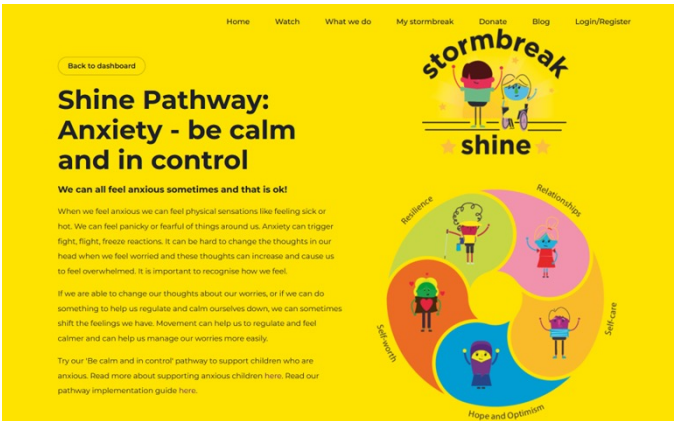 Home Watch What we do My stormbreak Donate Blog Login/Register
Back to dashboard
Shine Pathway:
Anxiety - be calm
and in control
We can all feel anxious sometimes and that is ok!
When we feel anxious we can feel physical sensations like feeling sick or
hot. We can feel panicky or fearful of things around us. Anxiety can trigger
fight, flight, freeze reactions. It can be hard to change the thoughts in our
head when we feel worried and these thoughts can increase and cause us
to feel overwhelmed. It is important to recognise how we feel.
If we are able to change our thoughts about our worries, or if we can do
something to help us regulate and calm ourselves down, we can sometimes
shift the feelings we have. Movement can help us to regulate and feel
calmer and can help us manage our worries more easily.
Try our 'Be calm and in control' pathway to support children who are
anxious. Read more about supporting anxious children here. Read our
pathway implementation guide here.
stormbreak
shine
Resilience
Relationships
Self-care
Hope and Optimism
Self-worth